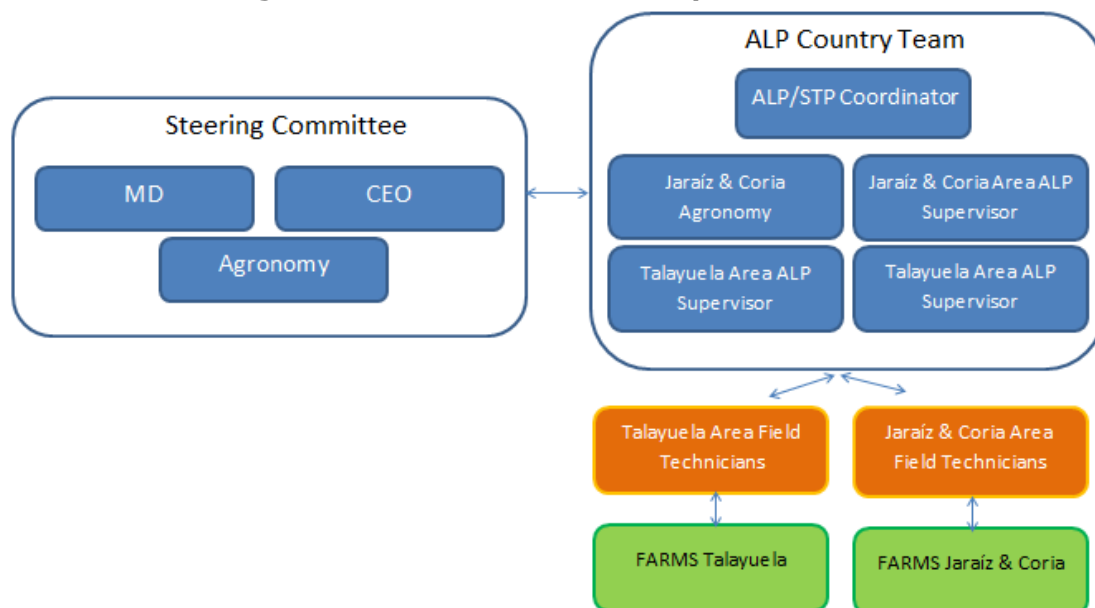 Steering Committee
MD
CEO
Agronomy
ALP Country Team
ALP/STP Coordinator
Jaraíz & Coria
Agronomy
Jaraíz & Coria Area ALP
Supervisor
Talayuela Area ALP
Supervisor
Talayuela Area ALP
Supervisor
Talayuela Area Field
Technicians
Jaraíz & Coria Area
Field Technicians
FARMS Talayuela
FARMS Jaraíz & Coria